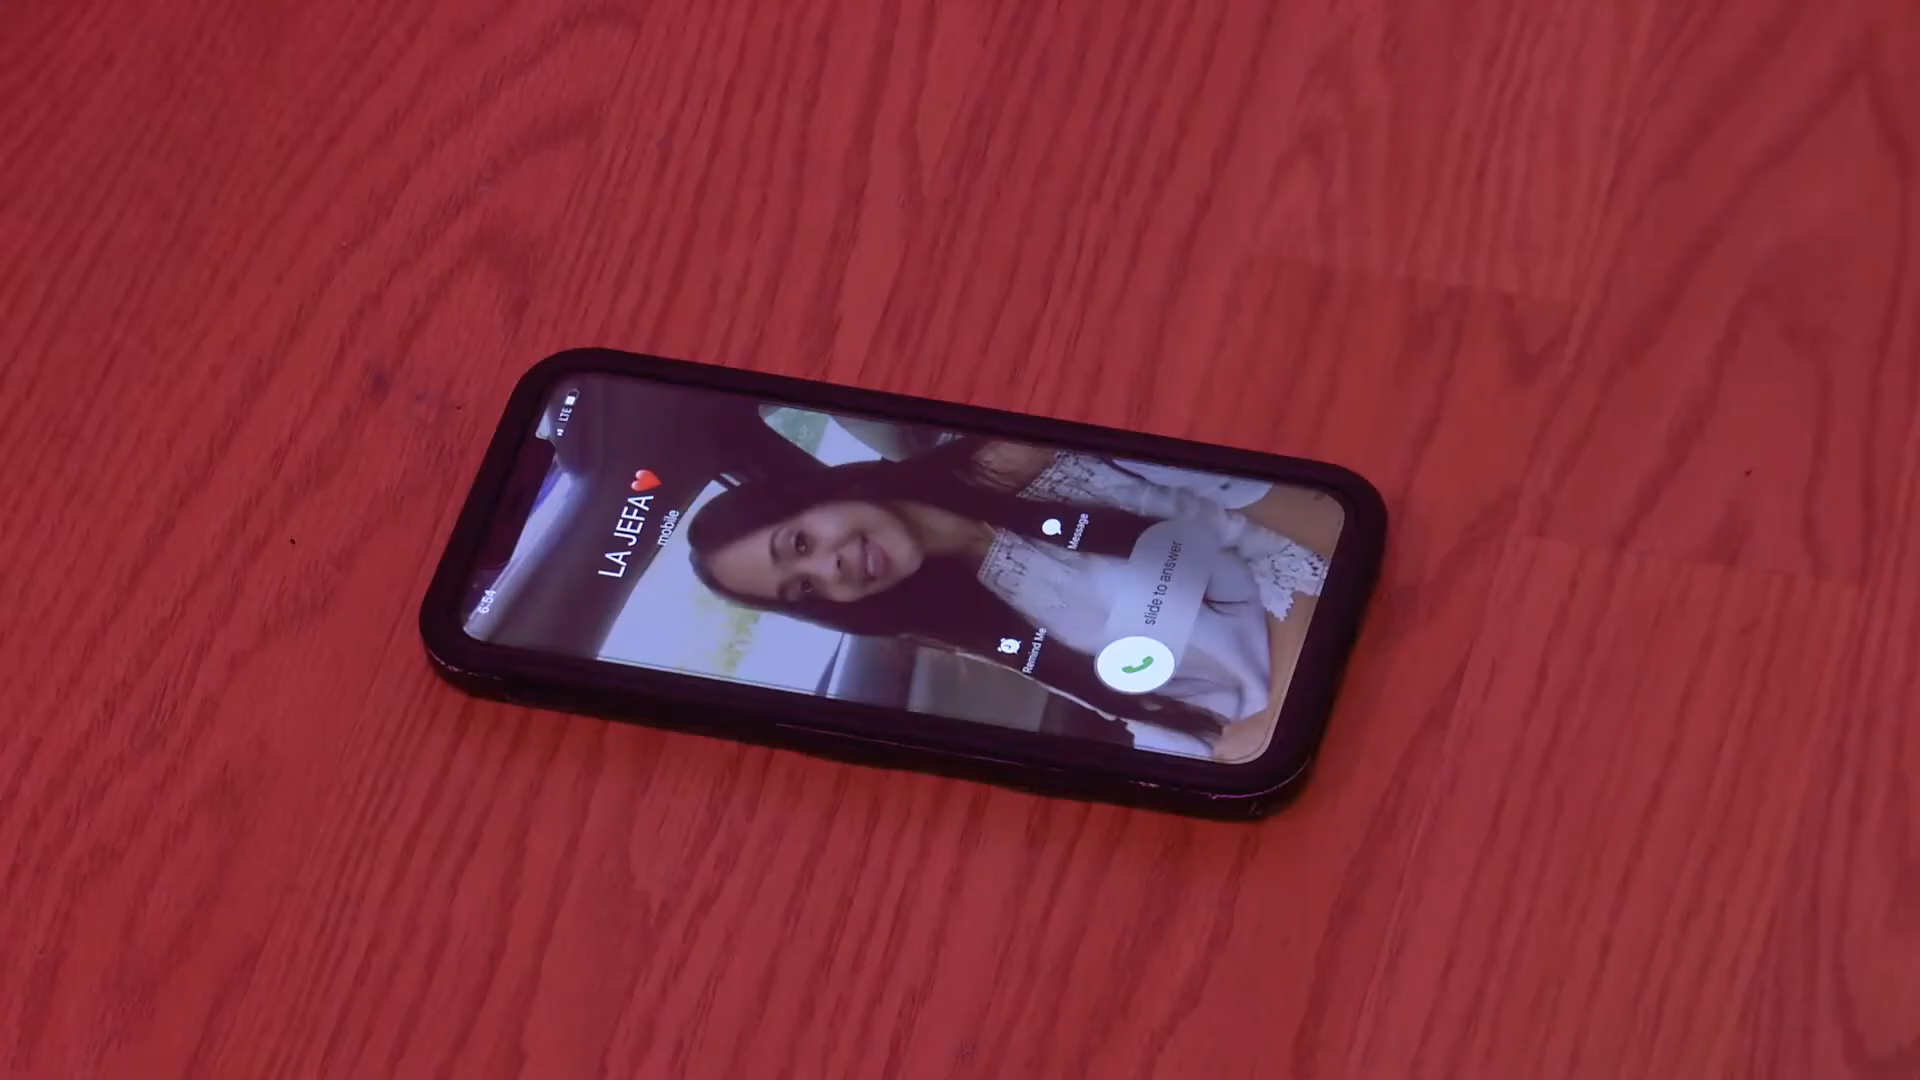 6:54 LTE
LA JEFA❤️
mobile
Remind Me Message
slide to answer